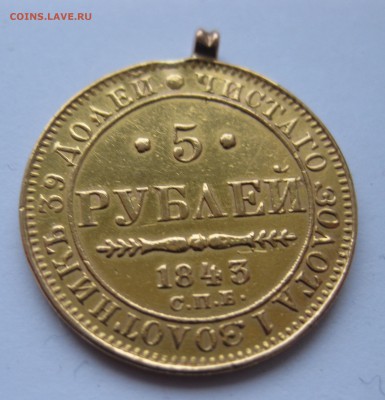 COINS.LAVE.RU
• 5 •
РУБЛЕЙ
1843
С.П.Б.
• ЧИСТАГО ЗОЛОТА 1 ЗОЛОТНИКЪ 39 ДОЛЕЙ